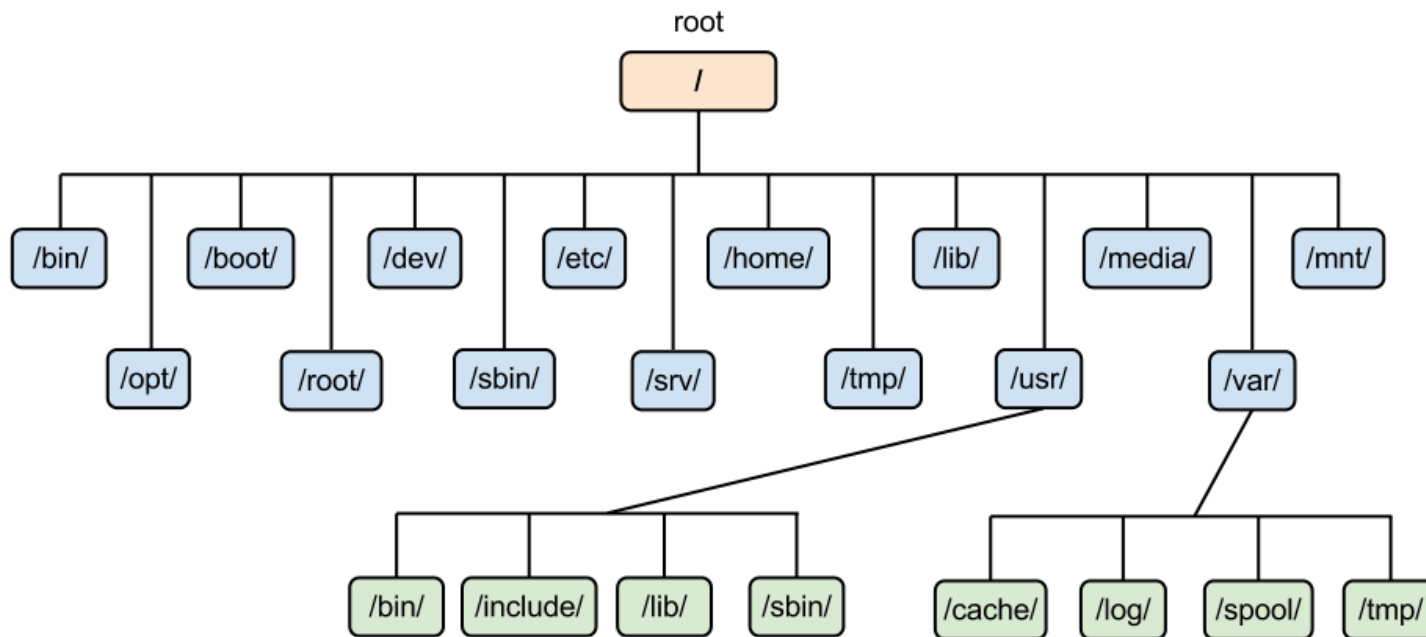 root
/
/bin/ /boot/ /dev/ /etc/ /home/ /lib/ /media/ /mnt/
/opt/ /root/ /sbin/ /srv/ /tmp/ /usr/ /var/
/bin/ /include/ /lib/ /sbin/ /cache/ /log/ /spool/ /tmp/